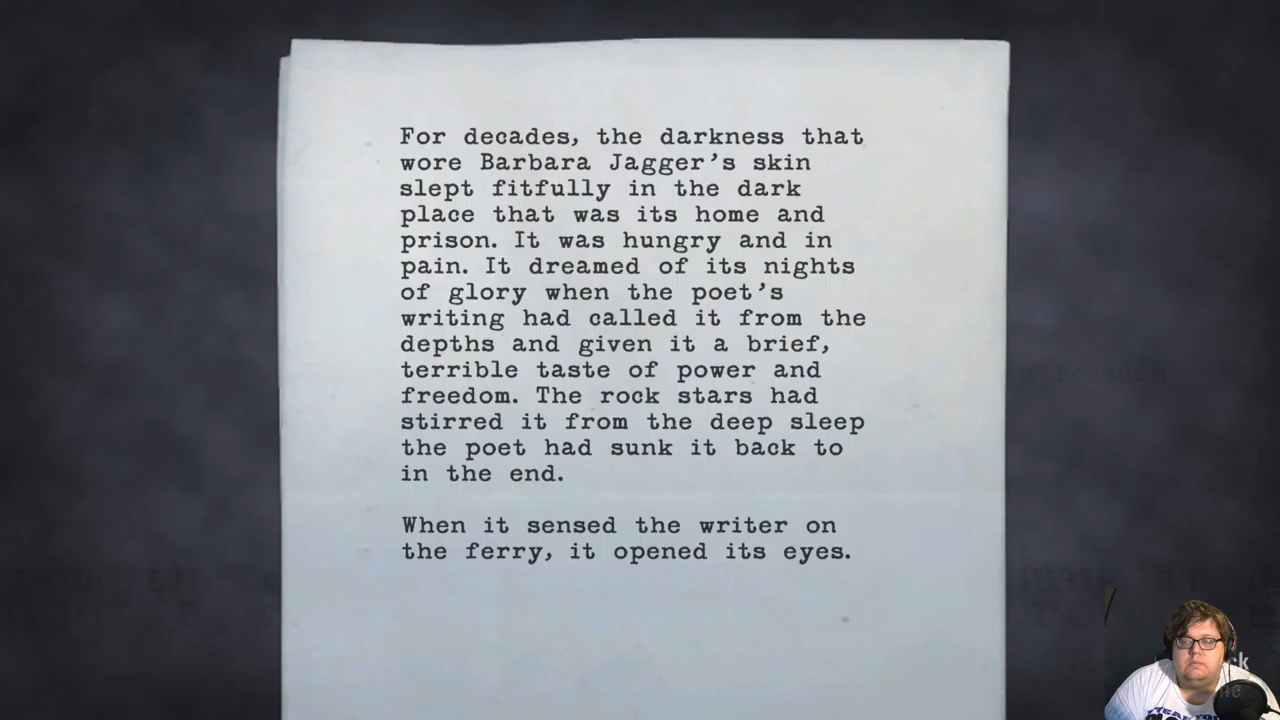 For decades, the darkness that
wore Barbara Jagger's skin
slept fitfully in the dark
place that was its home and
prison. It was hungry and in
pain. It dreamed of its nights
of glory when the poet's
writing had called it from the
depths and given it a brief,
terrible taste of power and
freedom. The rock stars had
stirred it from the deep sleep
the poet had sunk it back to
in the end.
When it sensed the writer on
the ferry, it opened its eyes.